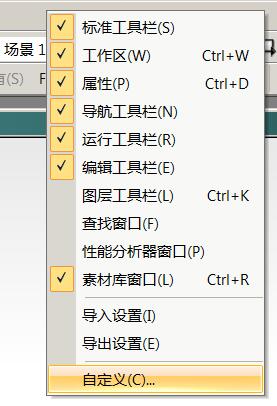 场景 1
有(S) F
标准工具栏(S)
工作区(W) Ctrl+W
属性(P) Ctrl+D
导航工具栏(N)
运行工具栏(R)
编辑工具栏(E)
图层工具栏(L) Ctrl+K
查找窗口(F)
性能分析器窗口(P)
素材库窗口(L) Ctrl+R
导入设置(I)
导出设置(E)
自定义(C)...